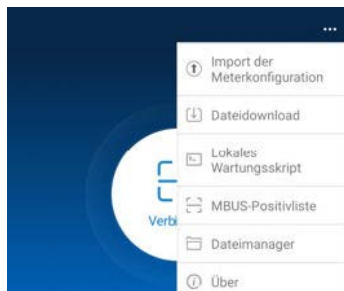 Import der
Meterkonfiguration
Dateidownload
Lokales
Wartungsskript
MBUS-Positivliste
Verbi
Dateimanager
Über